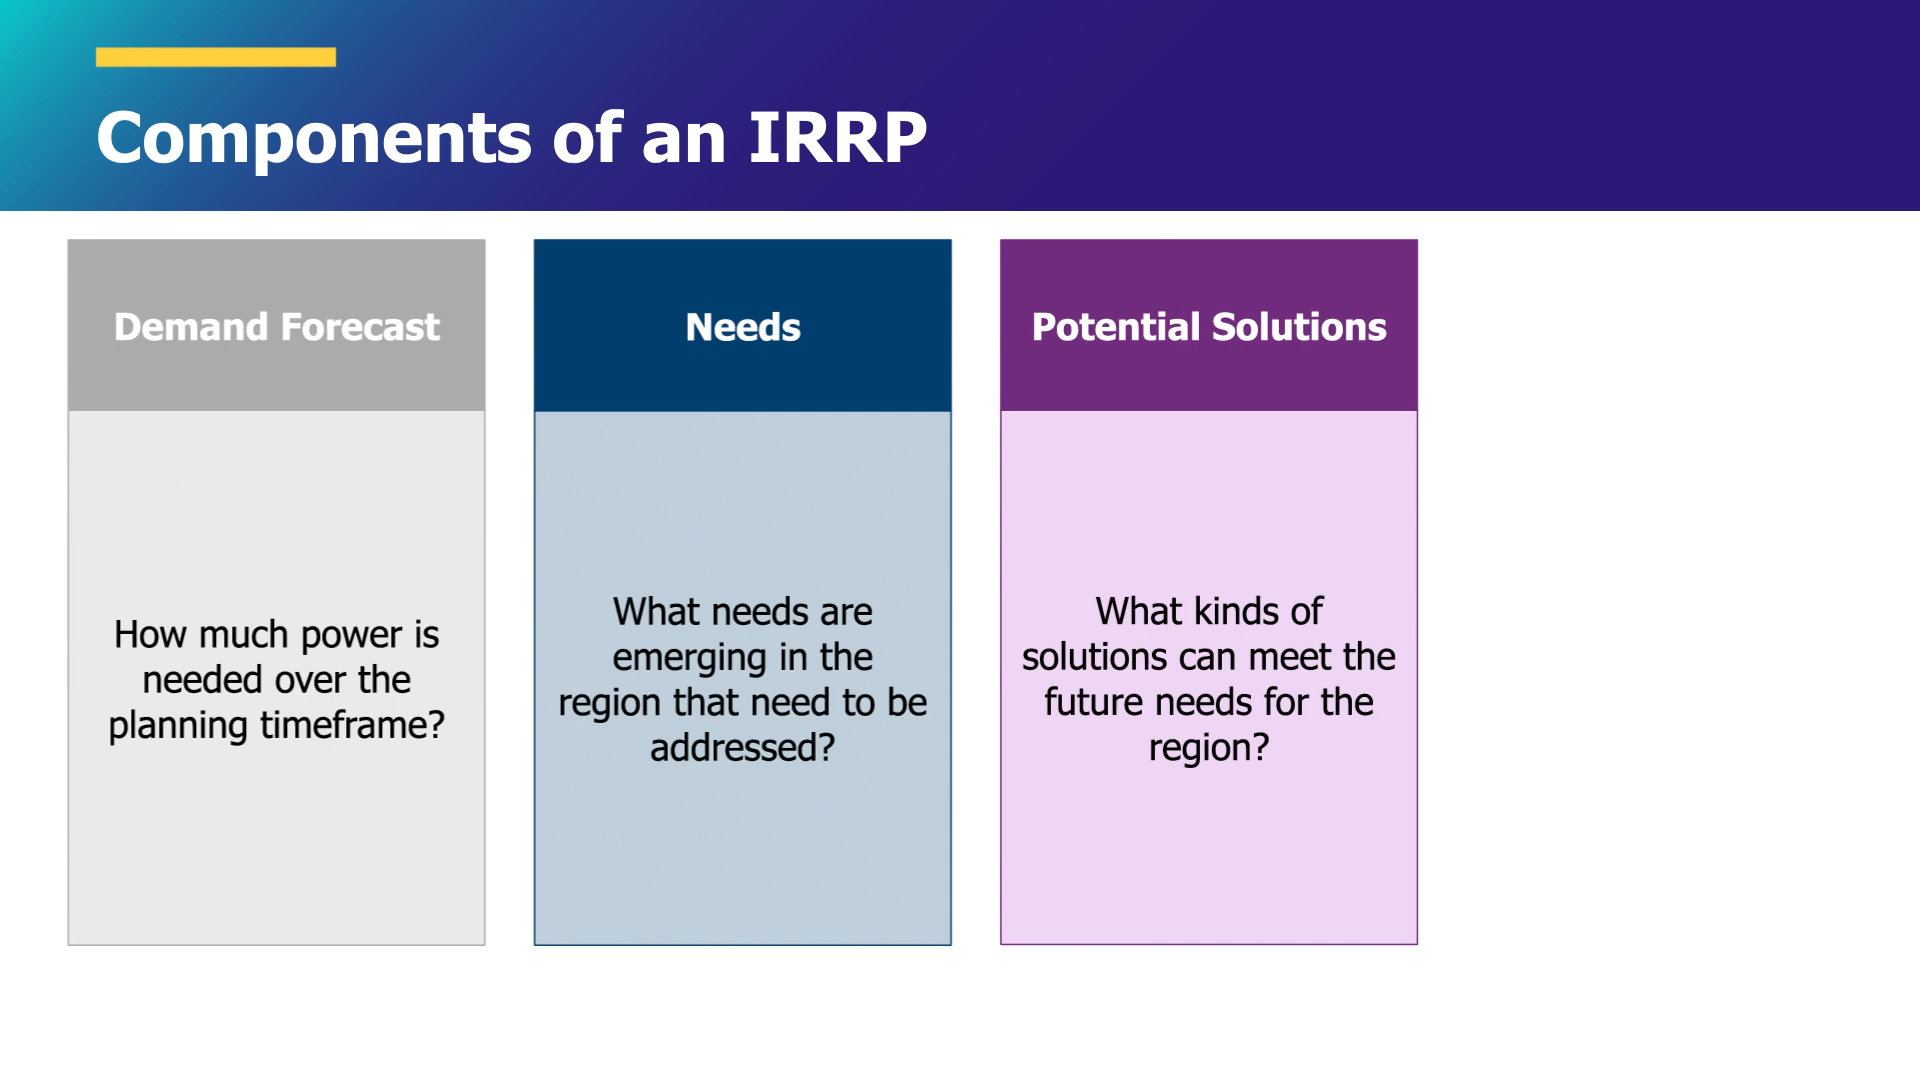 Components of an IRRP
Demand Forecast
How much power is
needed over the
planning timeframe?
Needs
What needs are
emerging in the
region that need to be
addressed?
Potential Solutions
What kinds of
solutions can meet the
future needs for the
region?